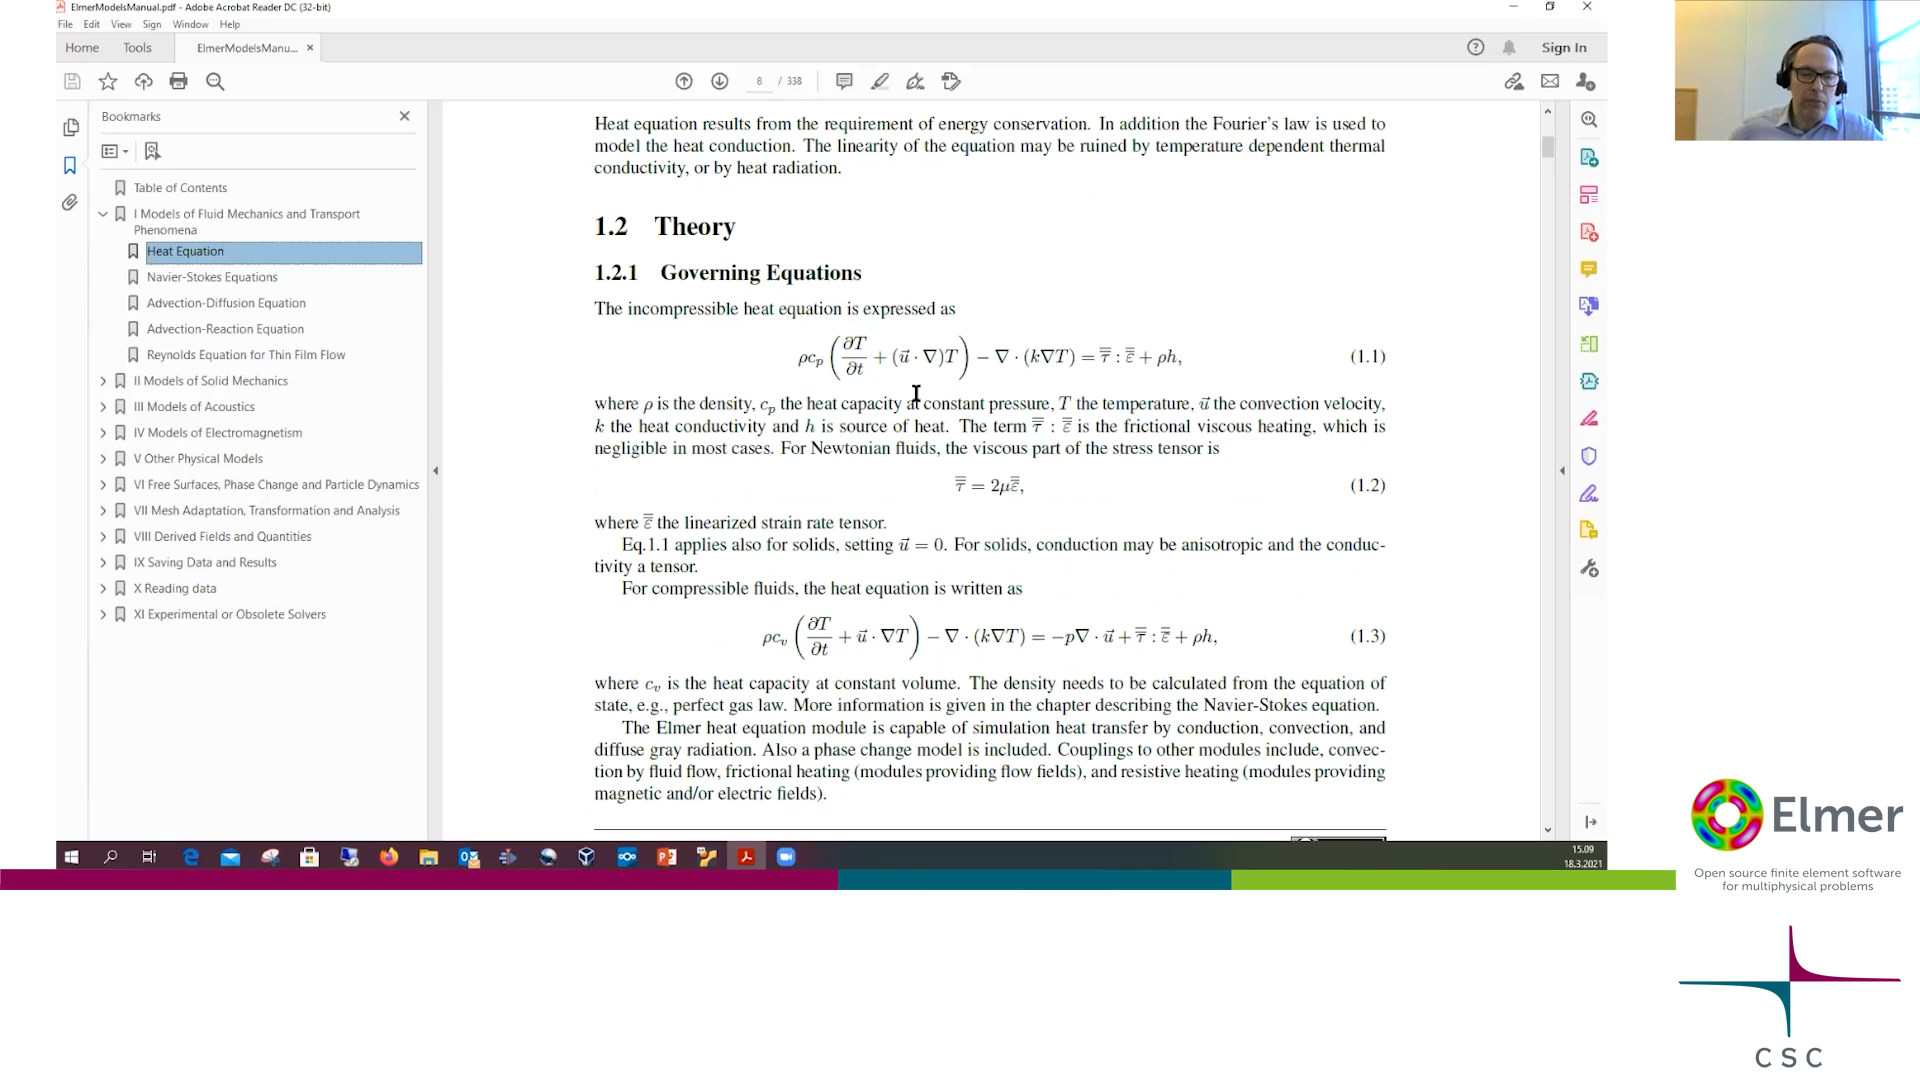 ElmerModelsManual.pdf - Adobe Acrobat Reader DC (32-bit)
File Edit View Sign Window Help
Home Tools ElmerModelsManu... ×
Sign In
8 / 338
Bookmarks
Table of Contents
I Models of Fluid Mechanics and Transport
Phenomena
Heat Equation
Navier-Stokes Equations
Advection-Diffusion Equation
Advection-Reaction Equation
Reynolds Equation for Thin Film Flow
II Models of Solid Mechanics
III Models of Acoustics
IV Models of Electromagnetism
V Other Physical Models
VI Free Surfaces, Phase Change and Particle Dynamics
VII Mesh Adaptation, Transformation and Analysis
VIII Derived Fields and Quantities
IX Saving Data and Results
X Reading data
XI Experimental or Obsolete Solvers
Heat equation results from the requirement of energy conservation. In addition the Fourier's law is used to
model the heat conduction. The linearity of the equation may be ruined by temperature dependent thermal
conductivity, or by heat radiation.
1.2 Theory
1.2.1 Governing Equations
The incompressible heat equation is expressed as
ρc_p (∂T/∂t + (u⃗ · ∇)T) − ∇ · (k∇T) = τ̿ : ε̿ + ρh, (1.1)
where ρ is the density, c_p the heat capacity at constant pressure, T the temperature, u⃗ the convection velocity,
k the heat conductivity and h is source of heat. The term τ̿ : ε̿ is the frictional viscous heating, which is
negligible in most cases. For Newtonian fluids, the viscous part of the stress tensor is
τ̿ = 2με̿, (1.2)
where ε̿ the linearized strain rate tensor.
Eq.1.1 applies also for solids, setting u⃗ = 0. For solids, conduction may be anisotropic and the conduc-
tivity a tensor.
For compressible fluids, the heat equation is written as
ρc_v (∂T/∂t + u⃗ · ∇T) − ∇ · (k∇T) = −p∇ · u⃗ + τ̿ : ε̿ + ρh, (1.3)
where c_v is the heat capacity at constant volume. The density needs to be calculated from the equation of
state, e.g., perfect gas law. More information is given in the chapter describing the Navier-Stokes equation.
The Elmer heat equation module is capable of simulation heat transfer by conduction, convection, and
diffuse gray radiation. Also a phase change model is included. Couplings to other modules include, convec-
tion by fluid flow, frictional heating (modules providing flow fields), and resistive heating (modules providing
magnetic and/or electric fields).
15.09
18.3.2021
Elmer
Open source finite element software
for multiphysical problems
CSC